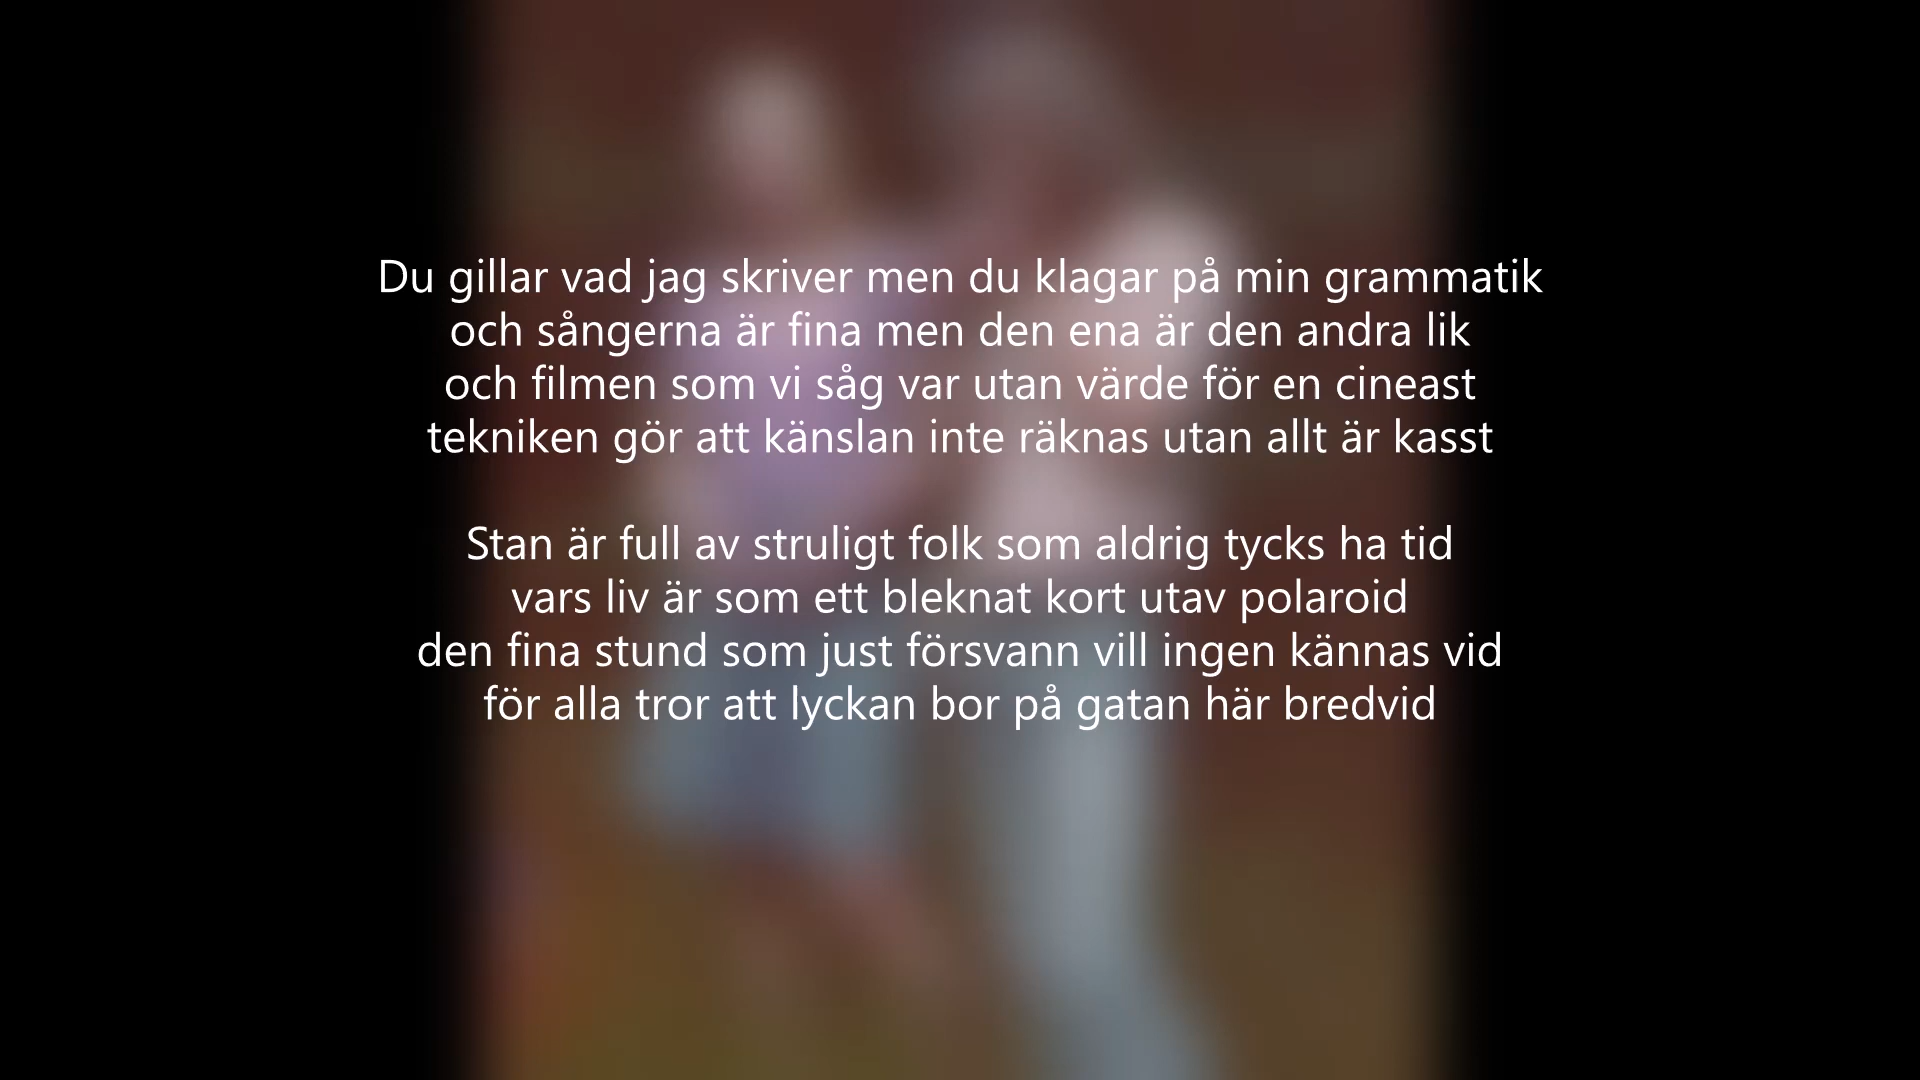 Du gillar vad jag skriver men du klagar på min grammatik
och sångerna är fina men den ena är den andra lik
och filmen som vi såg var utan värde för en cineast
tekniken gör att känslan inte räknas utan allt är kasst
Stan är full av struligt folk som aldrig tycks ha tid
vars liv är som ett bleknat kort utav polaroid
den fina stund som just försvann vill ingen kännas vid
för alla tror att lyckan bor på gatan här bredvid